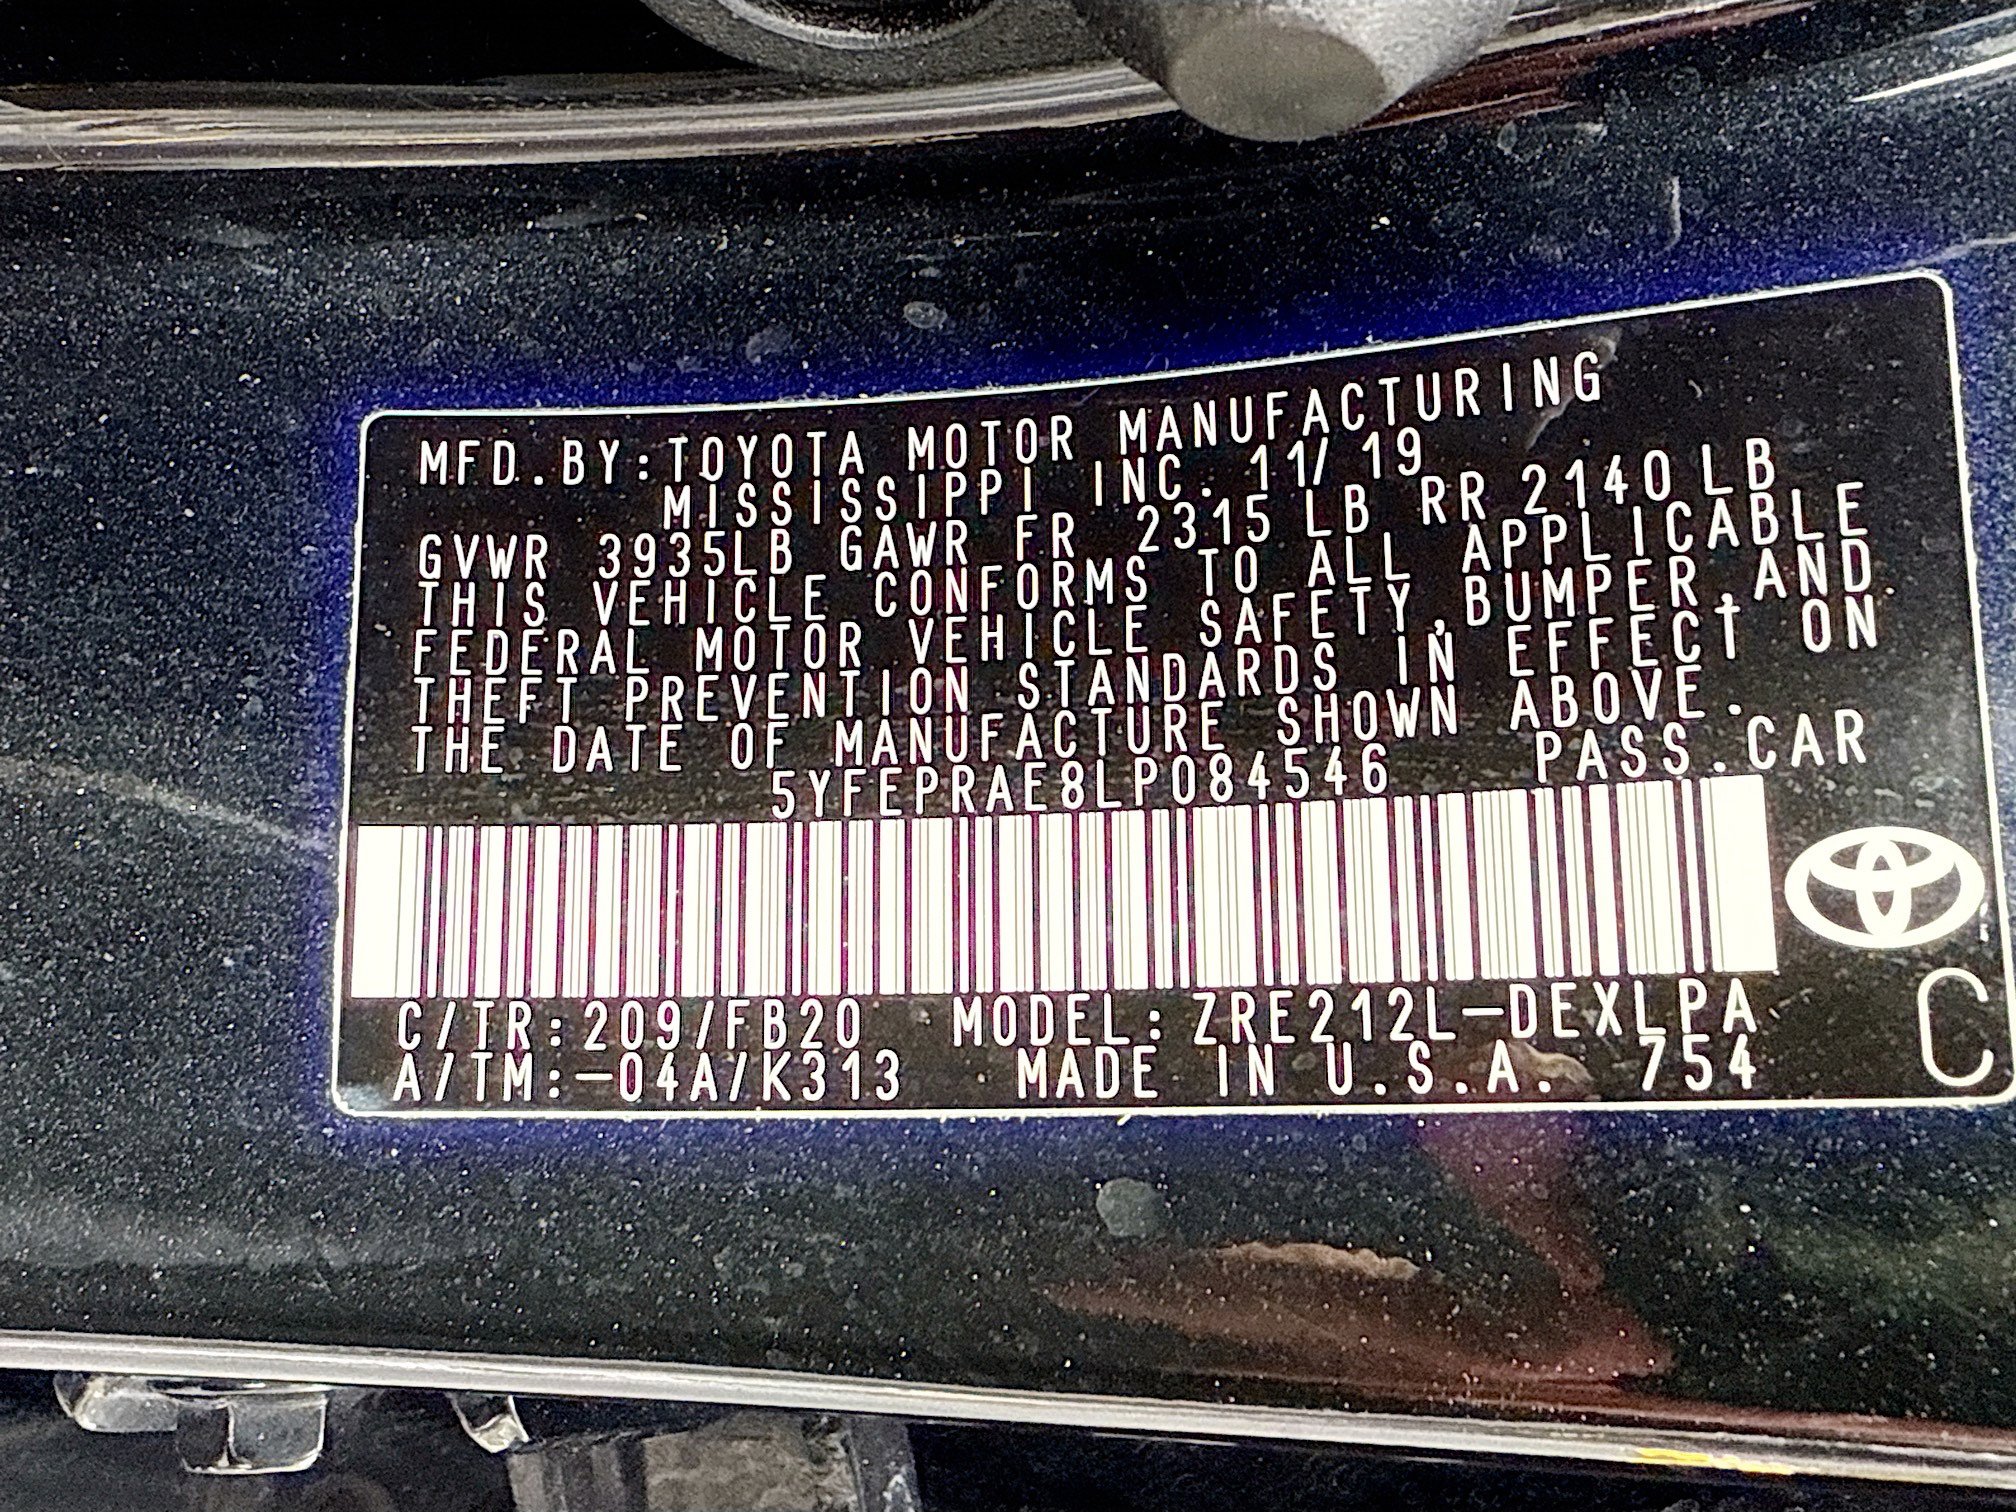 MFD.BY:TOYOTA MOTOR MANUFACTURING
MISSISSIPPI INC. 11/19
GVWR 3935LB GAWR FR 2315 LB RR 2140 LB
THIS VEHICLE CONFORMS TO ALL APPLICABLE
FEDERAL MOTOR VEHICLE SAFETY,BUMPER,AND
THEFT PREVENTION STANDARDS IN EFFECT ON
THE DATE OF MANUFACTURE SHOWN ABOVE.
5YFEPRAE8LP084546 PASS.CAR
C/TR:209/FB20 MODEL:ZRE212L-DEXLPA
A/TM:-04A/K313 MADE IN U.S.A. 754
C